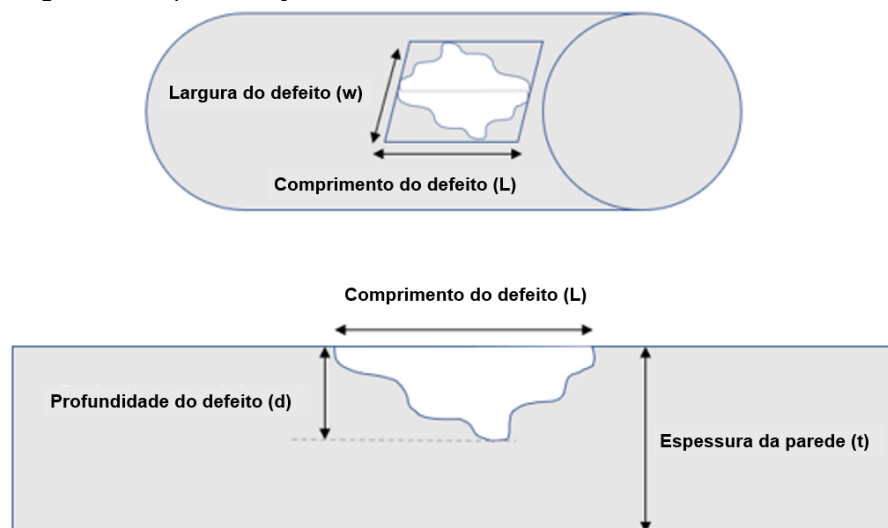 Largura do defeito (w)
Comprimento do defeito (L)
Comprimento do defeito (L)
Profundidade do defeito (d)
Espessura da parede (t)